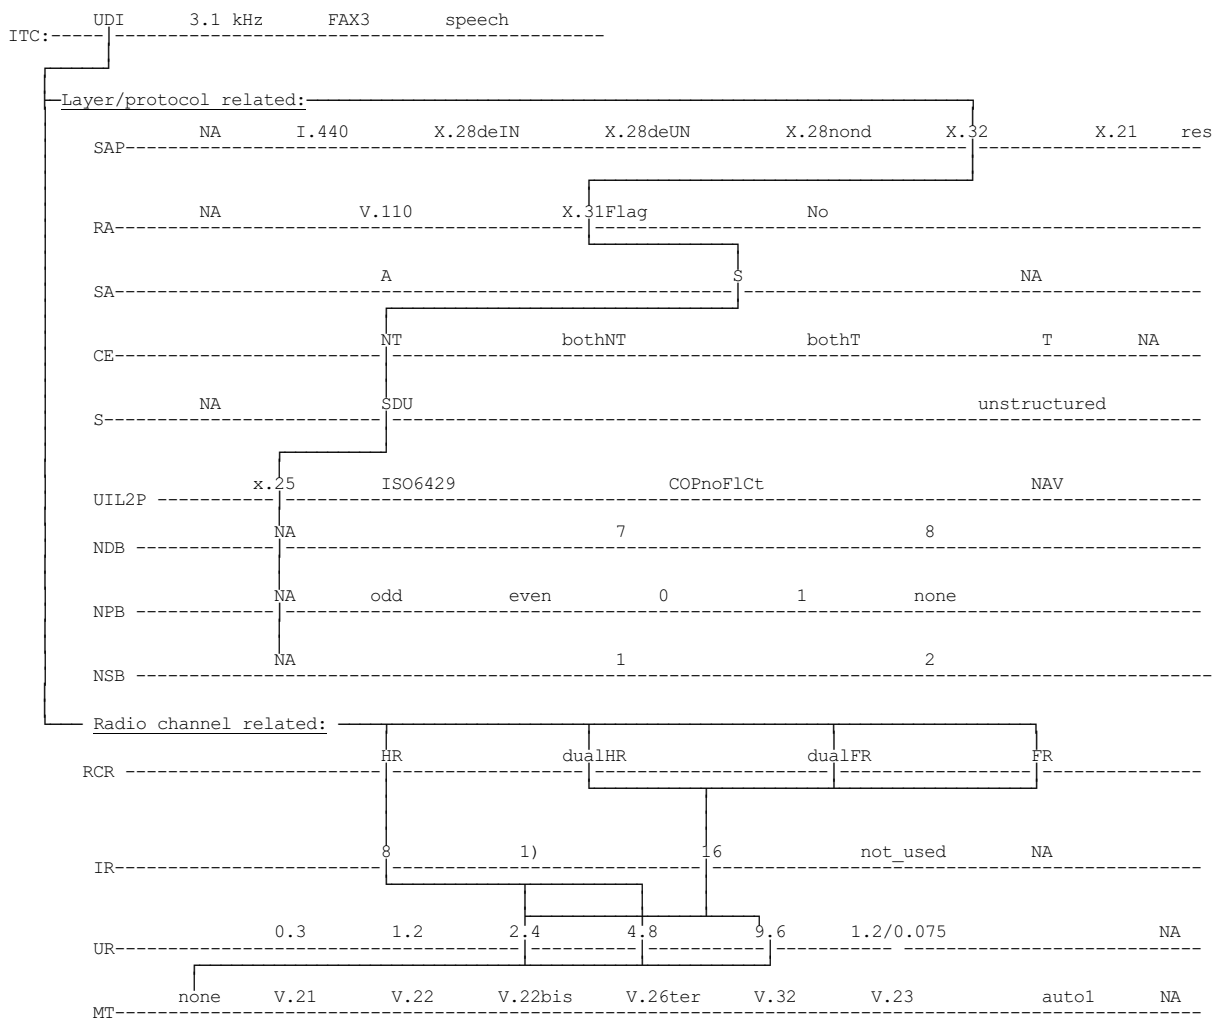 UDI 3.1 kHz FAX3 speech
ITC:
Layer/protocol related:
NA I.440 X.28deIN X.28deUN X.28nond X.32 X.21 res
SAP
NA V.110 X.31Flag No
RA
A S NA
SA
NT bothNT bothT T NA
CE
NA SDU unstructured
S
x.25 ISO6429 COPnoFlCt NAV
UIL2P
NA 7 8
NDB
NA odd even 0 1 none
NPB
NA 1 2
NSB
Radio channel related:
HR dualHR dualFR FR
RCR
8 1) 16 not_used NA
IR
0.3 1.2 2.4 4.8 9.6 1.2/0.075 NA
UR
none V.21 V.22 V.22bis V.26ter V.32 V.23 auto1 NA
MT